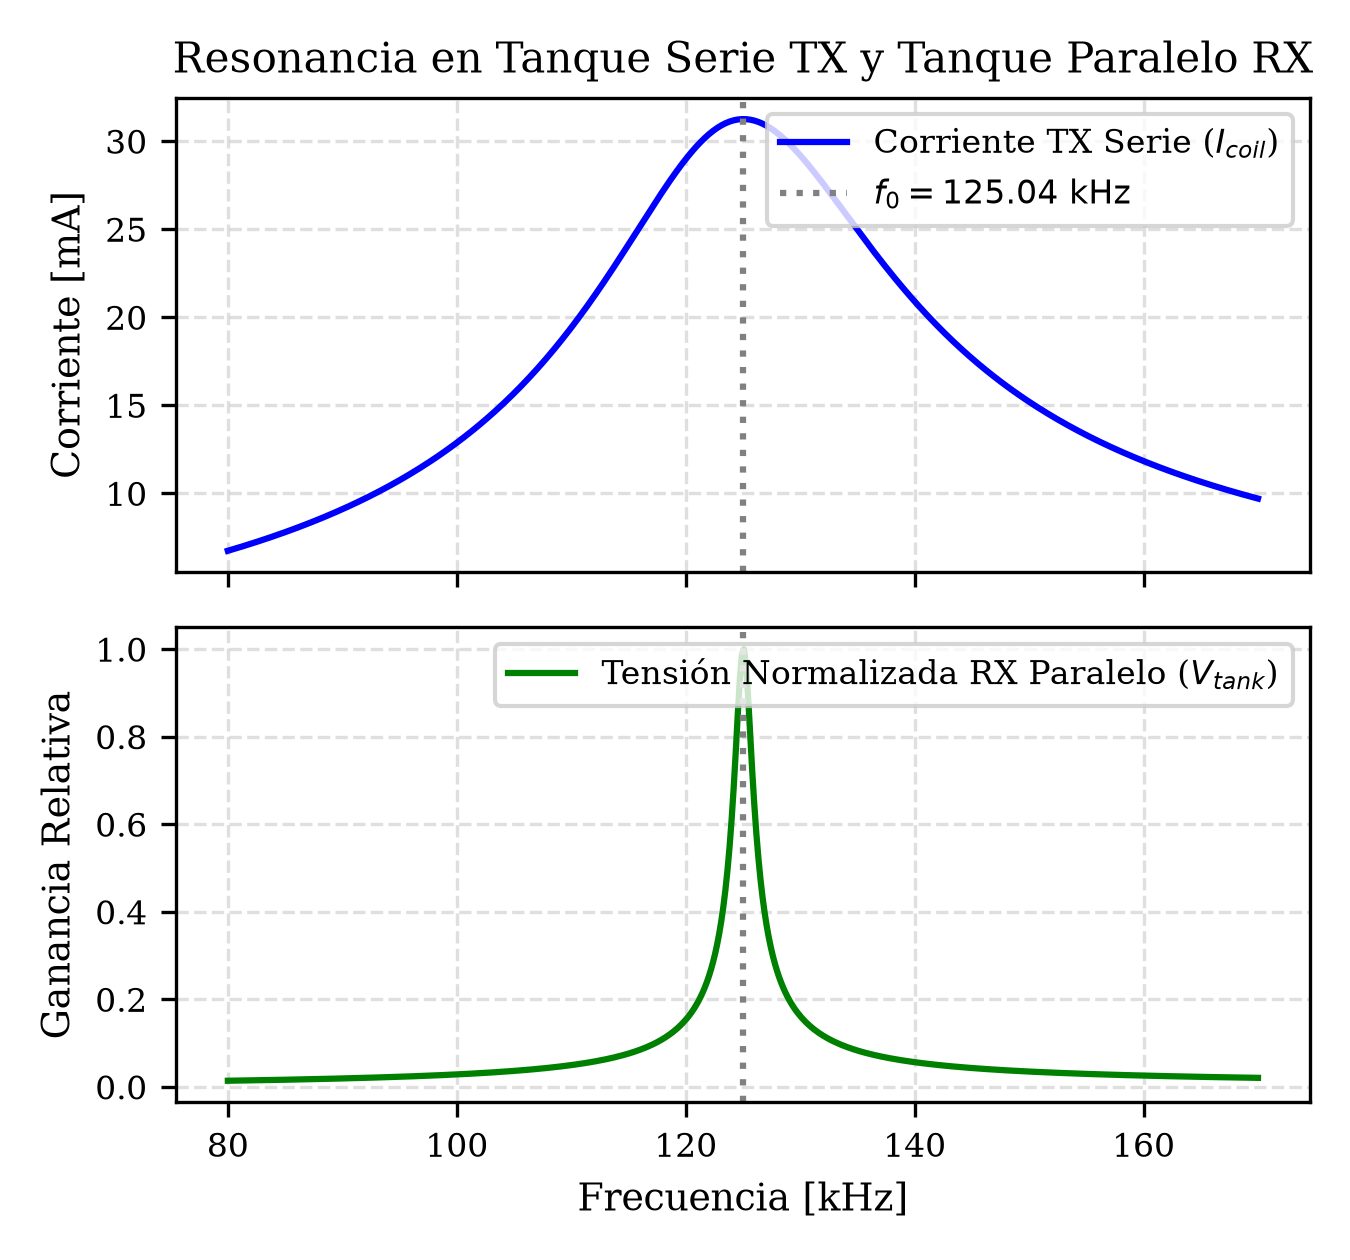 Resonancia en Tanque Serie TX y Tanque Paralelo RX
30
25
20
15
10
Corriente [mA]
Corriente TX Serie (I_coil)
f_0 = 125.04 kHz
1.0
0.8
0.6
0.4
0.2
0.0
Ganancia Relativa
Tensión Normalizada RX Paralelo (V_tank)
80 100 120 140 160
Frecuencia [kHz]